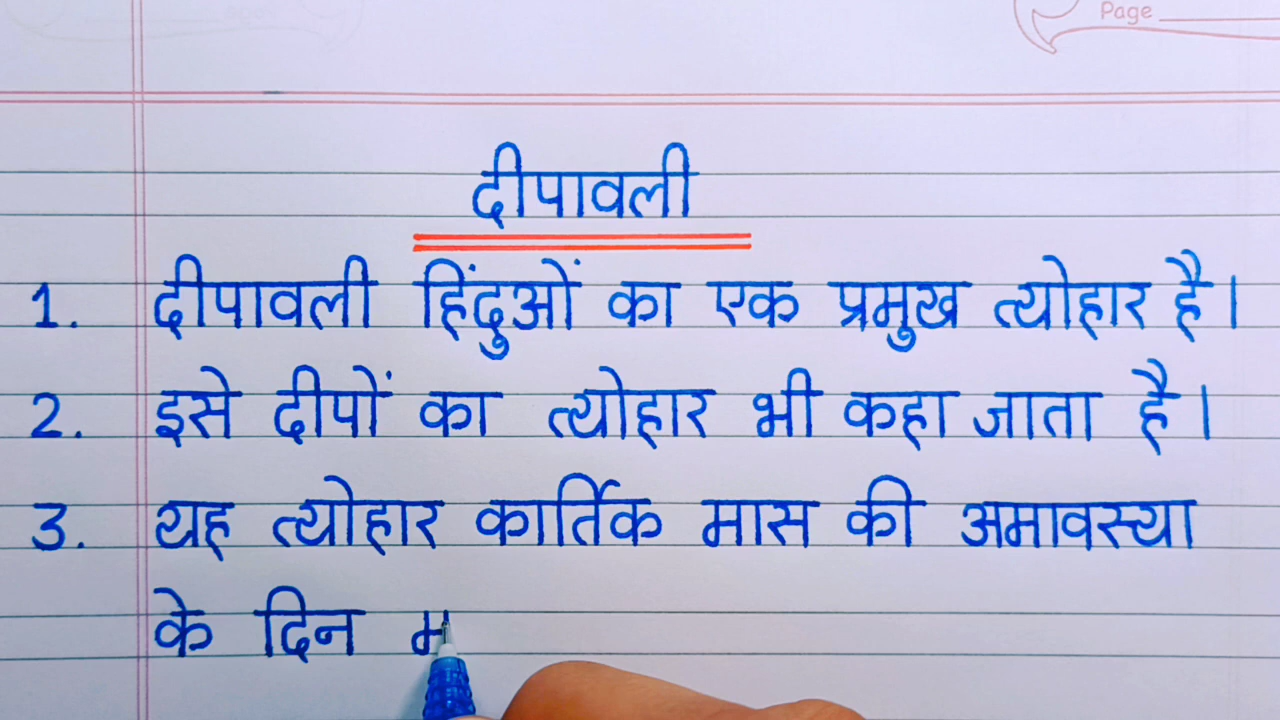 Page
दीपावली
1. दीपावली हिंदुओं का एक प्रमुख त्योहार है।
2. इसे दीपों का त्योहार भी कहा जाता है।
3. यह त्योहार कार्तिक मास की अमावस्या
के दिन